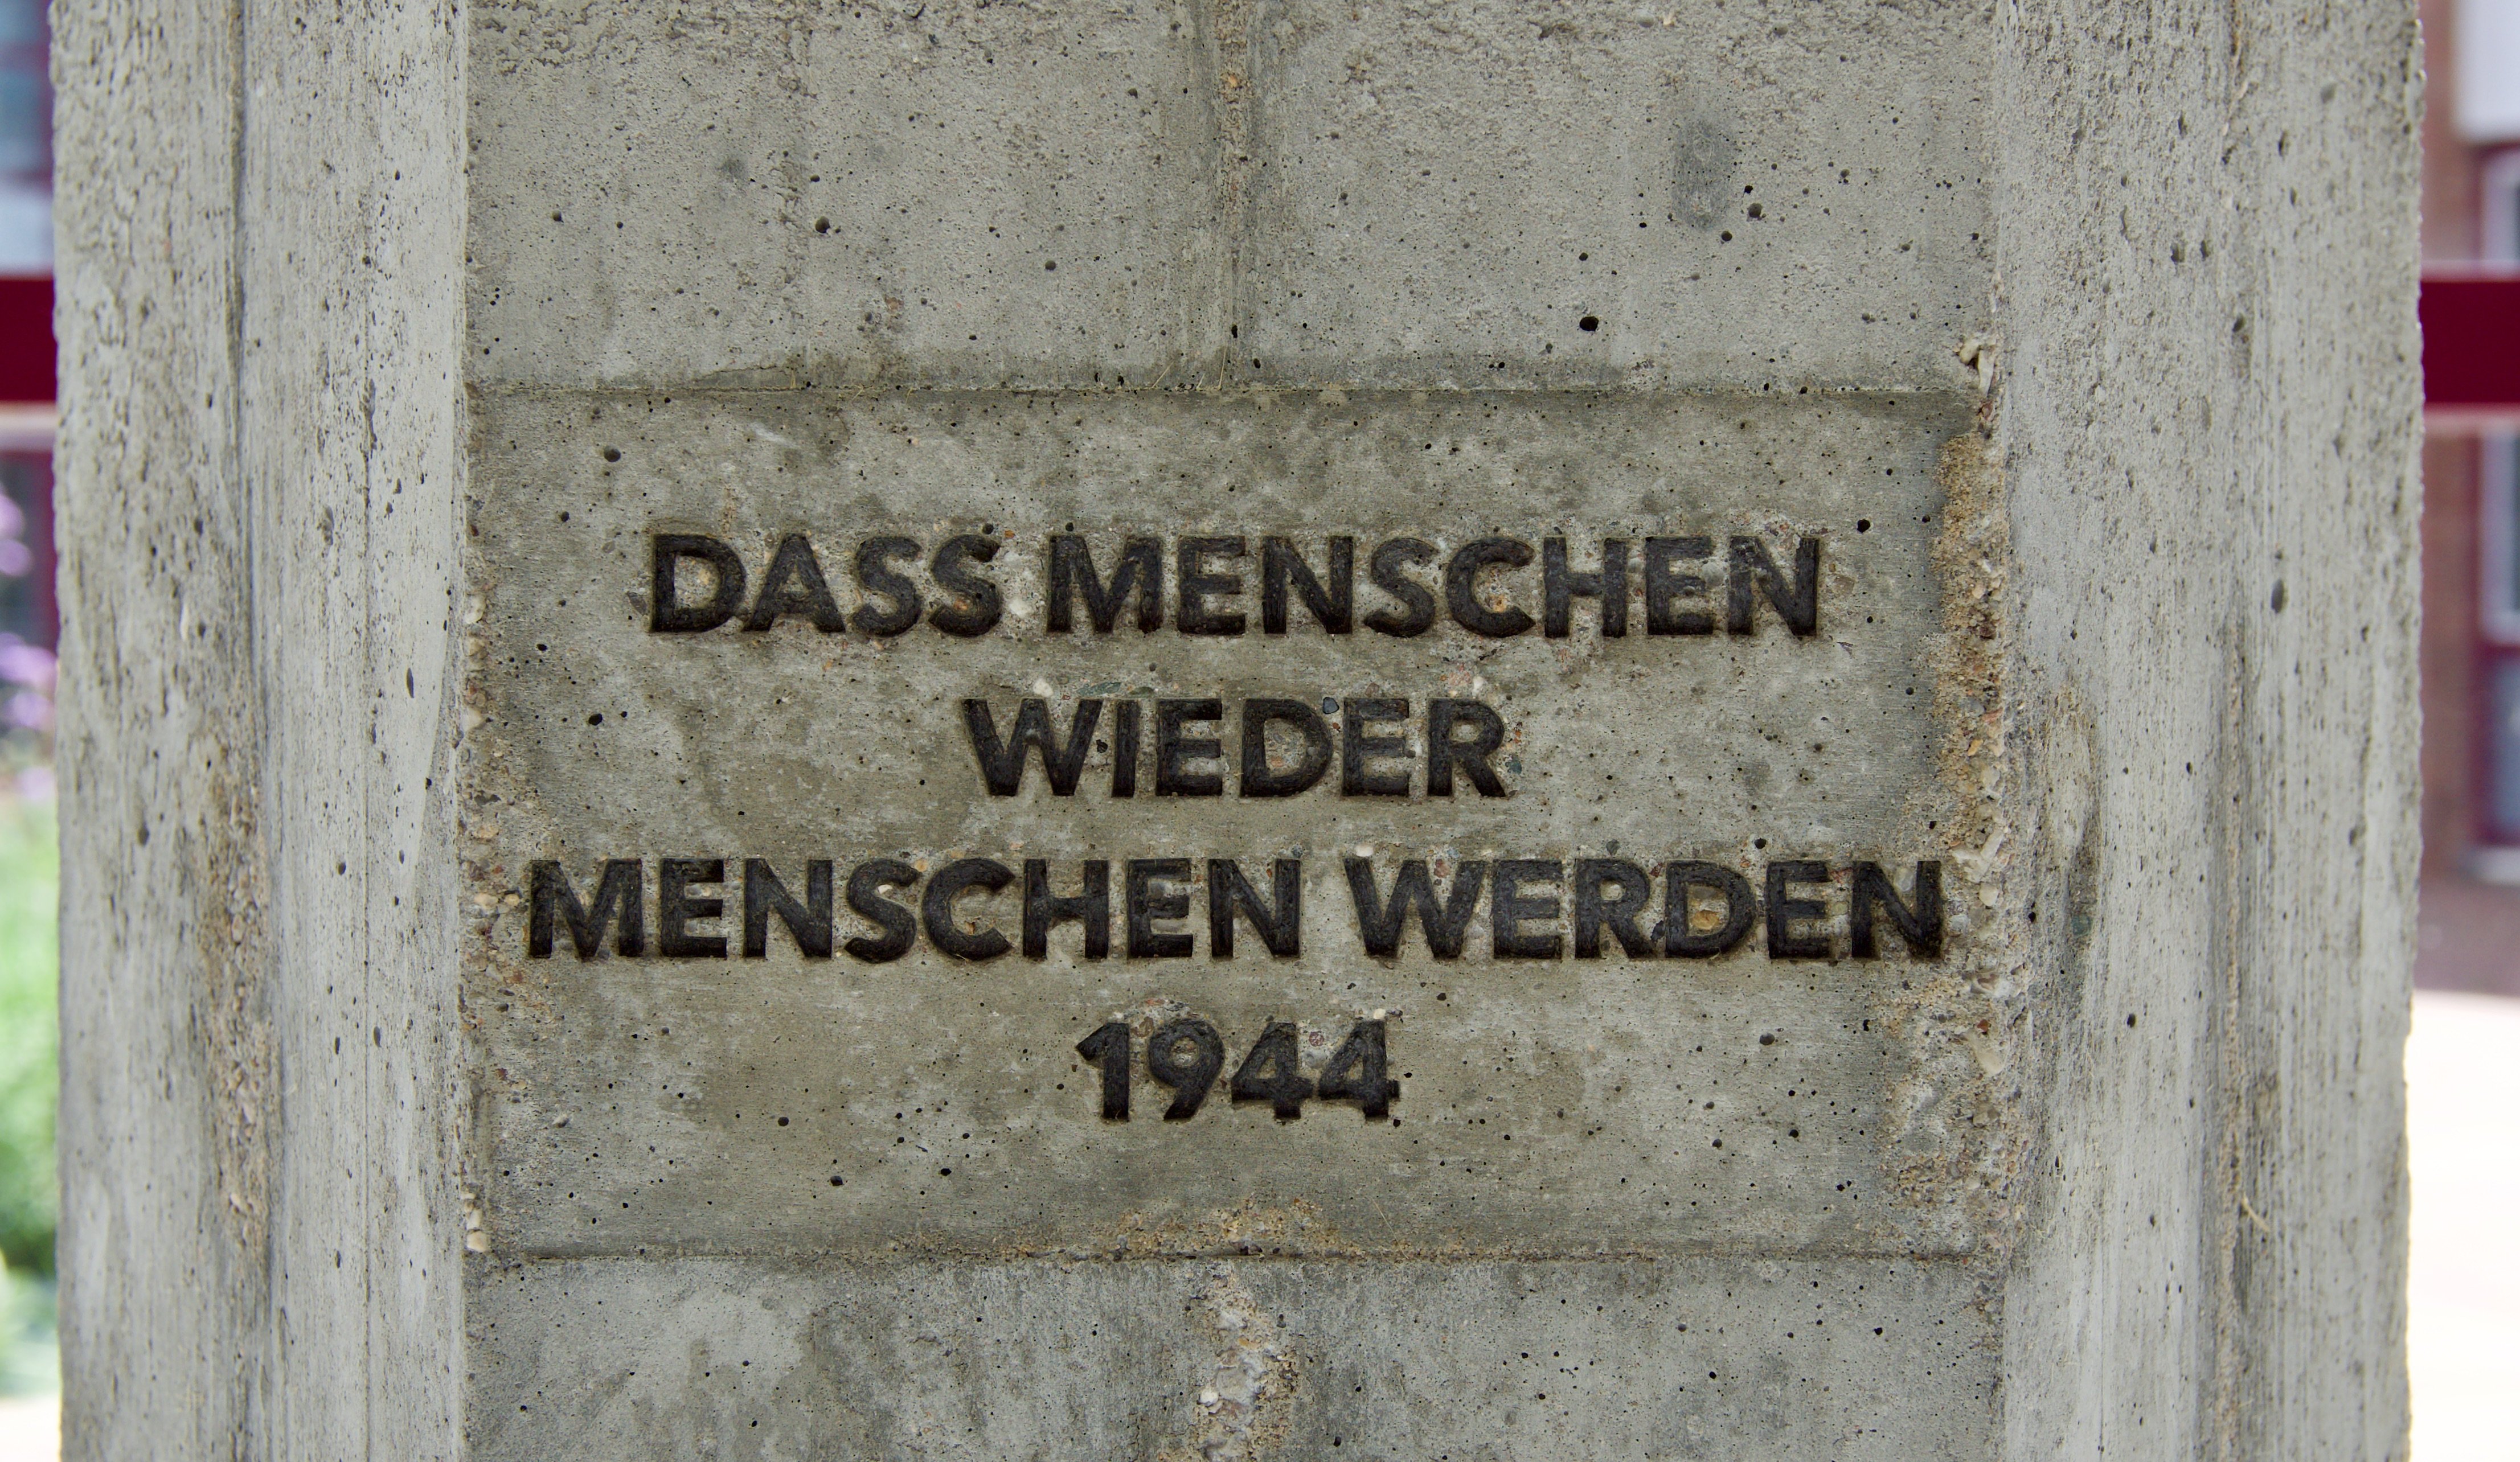 DASS MENSCHEN
WIEDER
MENSCHEN WERDEN
1944